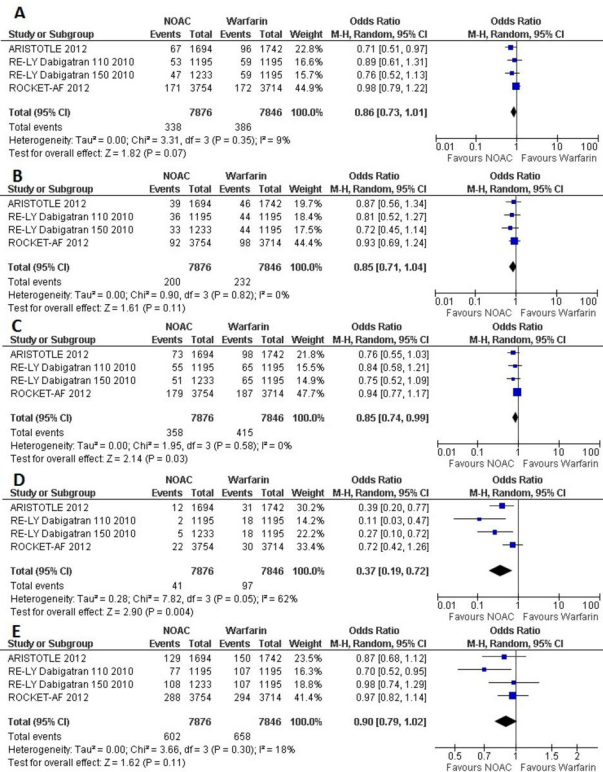 A
NOAC Warfarin Odds Ratio Odds Ratio
Study or Subgroup Events Total Events Total Weight M-H, Random, 95% CI M-H, Random, 95% CI
ARISTOTLE 2012 67 1694 96 1742 22.8% 0.71 [0.51, 0.97]
RE-LY Dabigatran 110 2010 53 1195 59 1195 16.6% 0.89 [0.61, 1.31]
RE-LY Dabigatran 150 2010 47 1233 59 1195 15.7% 0.76 [0.52, 1.13]
ROCKET-AF 2012 171 3754 172 3714 44.9% 0.98 [0.79, 1.22]
Total (95% CI) 7876 7846 100.0% 0.86 [0.73, 1.01]
Total events 338 386
Heterogeneity: Tau² = 0.00; Chi² = 3.31, df = 3 (P = 0.35); I² = 9%
Test for overall effect: Z = 1.82 (P = 0.07)
0.01 0.1 1 10 100
Favours NOAC Favours Warfarin
B
NOAC Warfarin Odds Ratio Odds Ratio
Study or Subgroup Events Total Events Total Weight M-H, Random, 95% CI M-H, Random, 95% CI
ARISTOTLE 2012 39 1694 46 1742 19.7% 0.87 [0.56, 1.34]
RE-LY Dabigatran 110 2010 36 1195 44 1195 18.4% 0.81 [0.52, 1.27]
RE-LY Dabigatran 150 2010 33 1233 44 1195 17.5% 0.72 [0.45, 1.14]
ROCKET-AF 2012 92 3754 98 3714 44.4% 0.93 [0.69, 1.24]
Total (95% CI) 7876 7846 100.0% 0.85 [0.71, 1.04]
Total events 200 232
Heterogeneity: Tau² = 0.00; Chi² = 0.90, df = 3 (P = 0.82); I² = 0%
Test for overall effect: Z = 1.61 (P = 0.11)
0.01 0.1 1 10 100
Favours NOAC Favours Warfarin
C
NOAC Warfarin Odds Ratio Odds Ratio
Study or Subgroup Events Total Events Total Weight M-H, Random, 95% CI M-H, Random, 95% CI
ARISTOTLE 2012 73 1694 98 1742 21.8% 0.76 [0.55, 1.03]
RE-LY Dabigatran 110 2010 55 1195 65 1195 15.5% 0.84 [0.58, 1.21]
RE-LY Dabigatran 150 2010 51 1233 65 1195 14.9% 0.75 [0.52, 1.09]
ROCKET-AF 2012 179 3754 187 3714 47.7% 0.94 [0.77, 1.17]
Total (95% CI) 7876 7846 100.0% 0.85 [0.74, 0.99]
Total events 358 415
Heterogeneity: Tau² = 0.00; Chi² = 1.95, df = 3 (P = 0.58); I² = 0%
Test for overall effect: Z = 2.14 (P = 0.03)
0.01 0.1 1 10 100
Favours NOAC Favours Warfarin
D
NOAC Warfarin Odds Ratio Odds Ratio
Study or Subgroup Events Total Events Total Weight M-H, Random, 95% CI M-H, Random, 95% CI
ARISTOTLE 2012 12 1694 31 1742 30.2% 0.39 [0.20, 0.77]
RE-LY Dabigatran 110 2010 2 1195 18 1195 14.2% 0.11 [0.03, 0.47]
RE-LY Dabigatran 150 2010 5 1233 18 1195 22.2% 0.27 [0.10, 0.72]
ROCKET-AF 2012 22 3754 30 3714 33.4% 0.72 [0.42, 1.26]
Total (95% CI) 7876 7846 100.0% 0.37 [0.19, 0.72]
Total events 41 97
Heterogeneity: Tau² = 0.28; Chi² = 7.82, df = 3 (P = 0.05); I² = 62%
Test for overall effect: Z = 2.90 (P = 0.004)
0.01 0.1 1 10 100
Favours NOAC Favours Warfarin
E
NOAC Warfarin Odds Ratio Odds Ratio
Study or Subgroup Events Total Events Total Weight M-H, Random, 95% CI M-H, Random, 95% CI
ARISTOTLE 2012 129 1694 150 1742 23.5% 0.87 [0.68, 1.12]
RE-LY Dabigatran 110 2010 77 1195 107 1195 16.3% 0.70 [0.52, 0.95]
RE-LY Dabigatran 150 2010 108 1233 107 1195 18.8% 0.98 [0.74, 1.29]
ROCKET-AF 2012 288 3754 294 3714 41.4% 0.97 [0.82, 1.14]
Total (95% CI) 7876 7846 100.0% 0.90 [0.79, 1.02]
Total events 602 658
Heterogeneity: Tau² = 0.00; Chi² = 3.66, df = 3 (P = 0.30); I² = 18%
Test for overall effect: Z = 1.62 (P = 0.11)
0.5 0.7 1 1.5 2
Favours NOAC Favours Warfarin